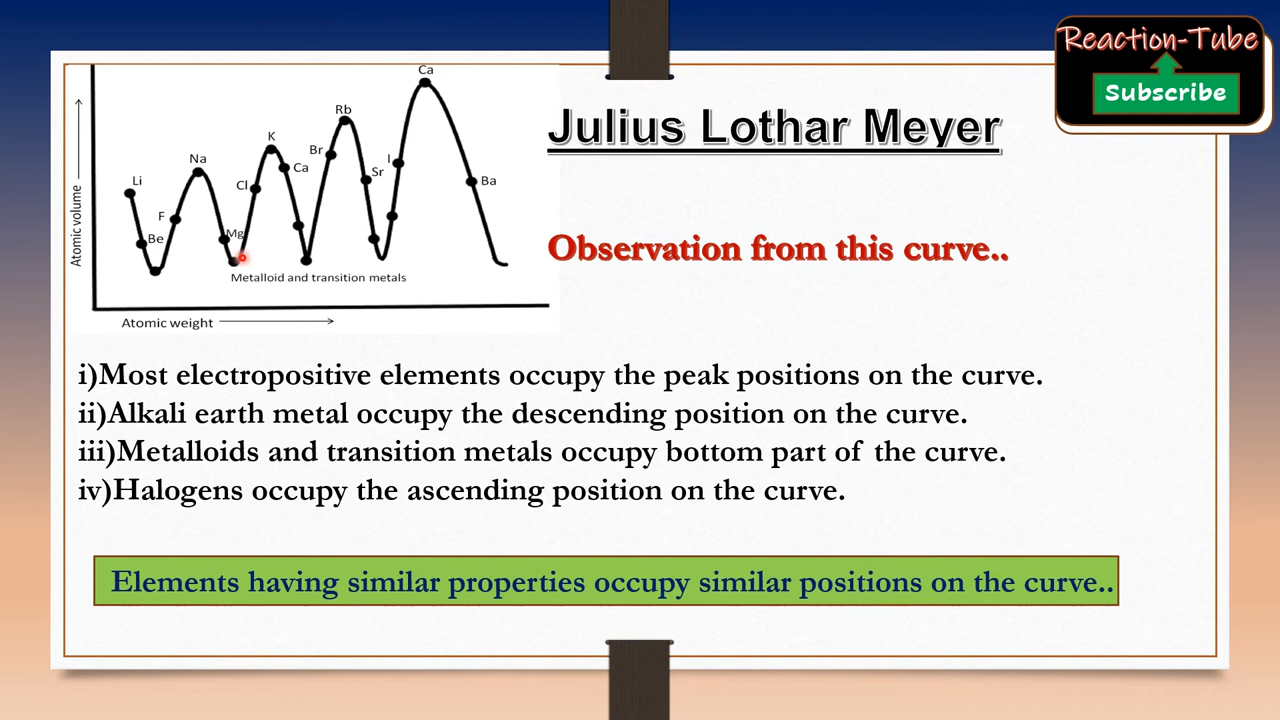 Reaction-Tube
Subscribe
Julius Lothar Meyer
Observation from this curve..
Atomic volume
Li
Be
F
Na
Mg
Cl
K
Ca
Br
Rb
Sr
I
Ca
Ba
Metalloid and transition metals
Atomic weight
i)Most electropositive elements occupy the peak positions on the curve.
ii)Alkali earth metal occupy the descending position on the curve.
iii)Metalloids and transition metals occupy bottom part of the curve.
iv)Halogens occupy the ascending position on the curve.
Elements having similar properties occupy similar positions on the curve..